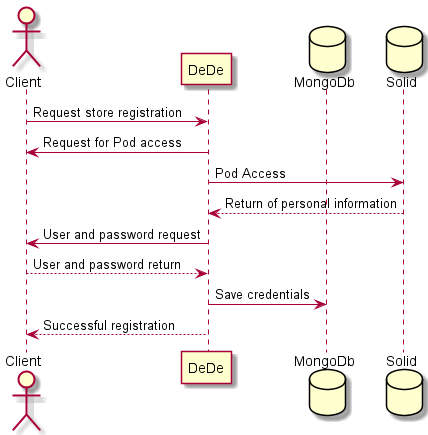 Client
DeDe
MongoDb
Solid
Request store registration
Request for Pod access
Pod Access
Return of personal information
User and password request
User and password return
Save credentials
Successful registration
Client
DeDe
MongoDb
Solid